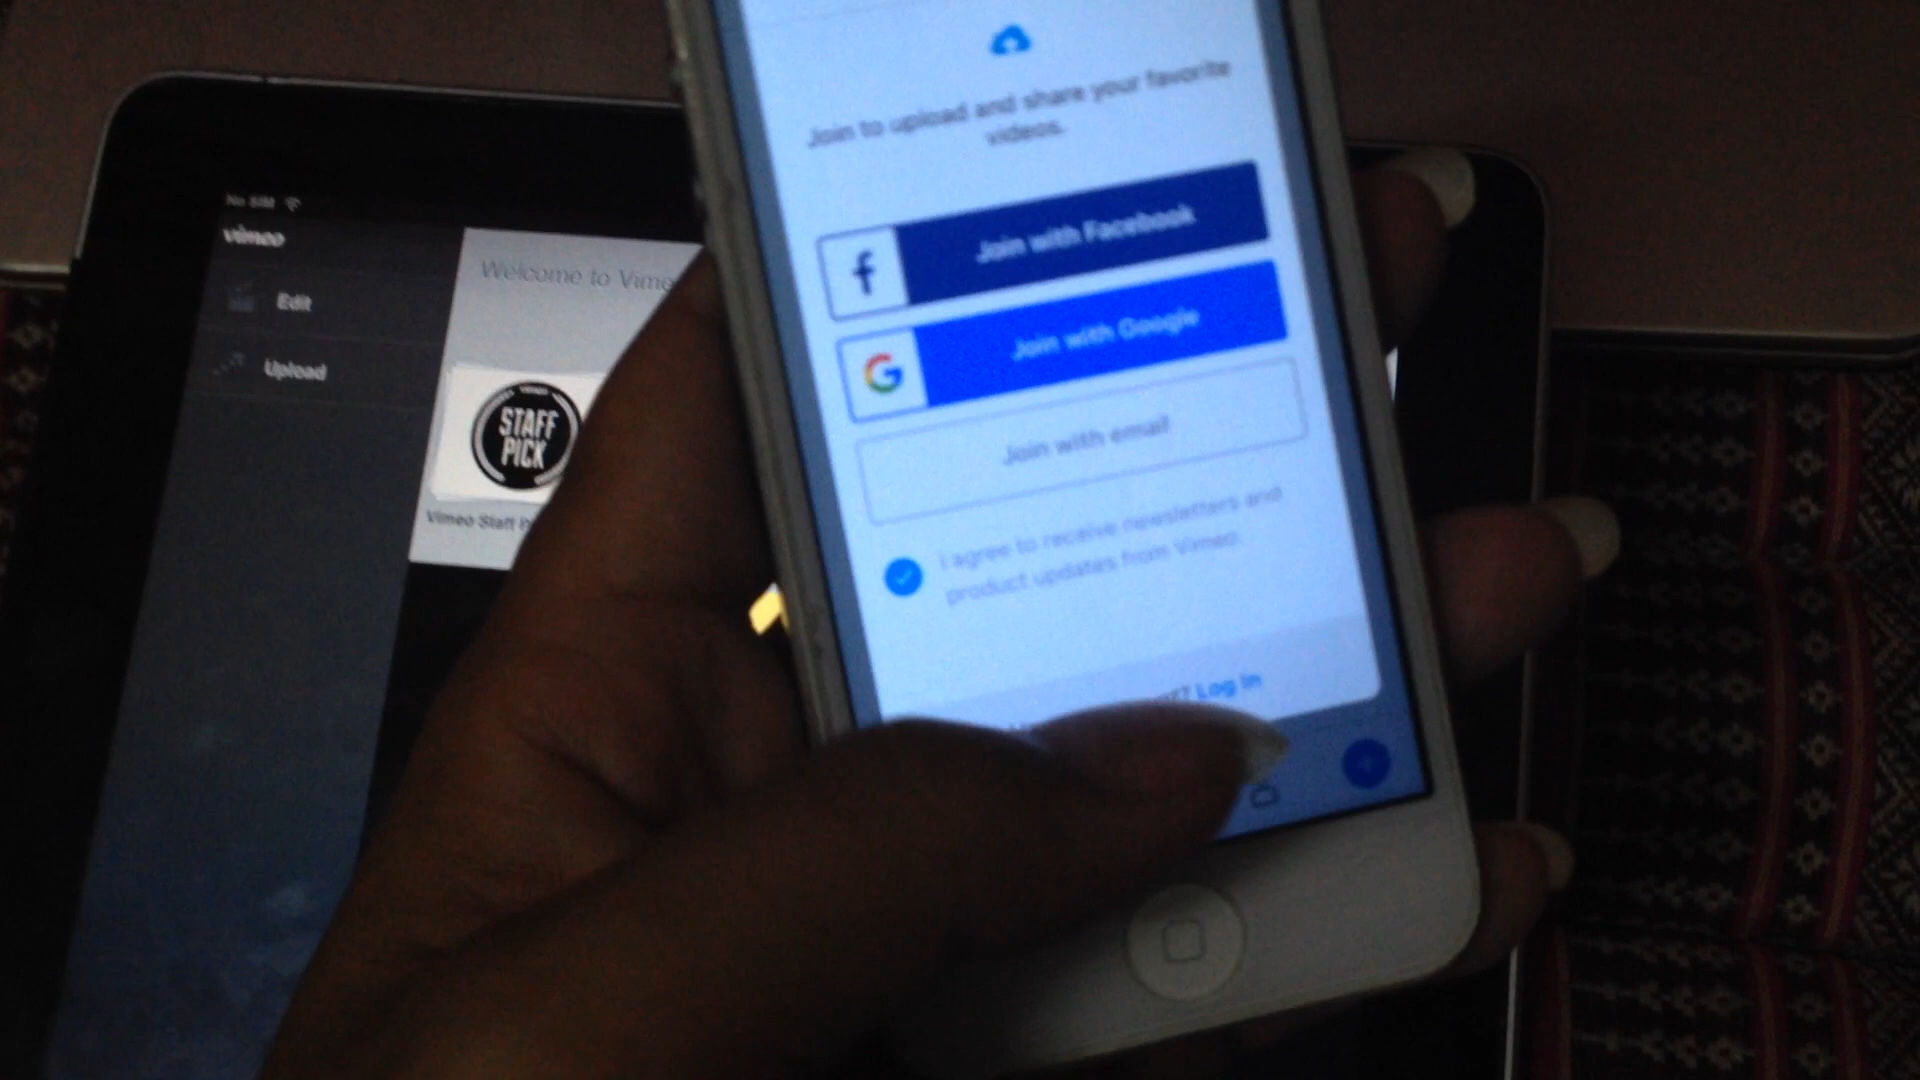 No SIM
vimeo
Edit
Upload
Welcome to Vime
STAFF
PICK
Vimeo Staff P
Join to upload and share your favorite
videos.
f
Join with Facebook
G
Join with Google
Join with email
I agree to receive newsletters and
product updates from Vimeo.
Log in